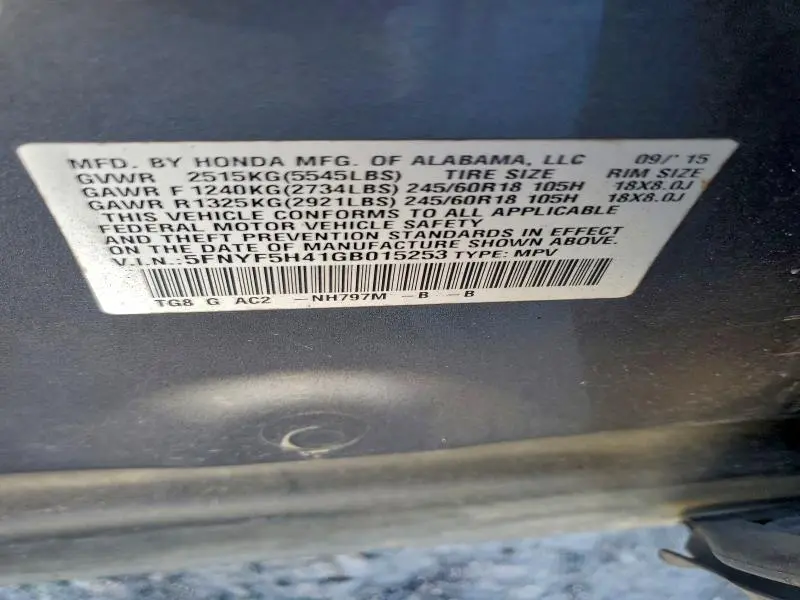 MFD. BY HONDA MFG. OF ALABAMA, LLC 09/'15
GVWR 2515KG(5545LBS) TIRE SIZE RIM SIZE
GAWR F 1240KG(2734LBS) 245/60R18 105H 18X8.0J
GAWR R1325KG(2921LBS) 245/60R18 105H 18X8.0J
THIS VEHICLE CONFORMS TO ALL APPLICABLE
FEDERAL MOTOR VEHICLE SAFETY
AND THEFT PREVENTION STANDARDS IN EFFECT
ON THE DATE OF MANUFACTURE SHOWN ABOVE.
V.I.N.: 5FNYF5H41GB015253 TYPE: MPV
TG8 G AC2 -NH797M -B -B